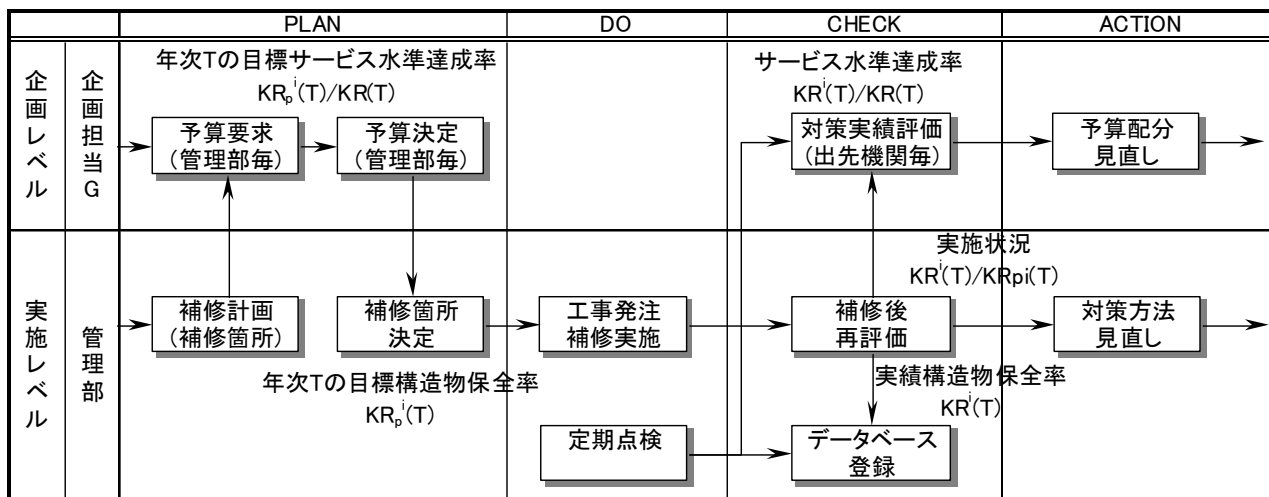 PLAN
DO
CHECK
ACTION
企画レベル
企画担当G
年次Tの目標サービス水準達成率
KRpⁱ(T)/KR(T)
サービス水準達成率
KRⁱ(T)/KR(T)
予算要求
(管理部毎)
予算決定
(管理部毎)
対策実績評価
(出先機関毎)
予算配分
見直し
実施レベル
管理部
実施状況
KRⁱ(T)/KRpi(T)
補修計画
(補修箇所)
補修箇所
決定
工事発注
補修実施
補修後
再評価
対策方法
見直し
年次Tの目標構造物保全率
KRpⁱ(T)
実績構造物保全率
KRⁱ(T)
定期点検
データベース
登録